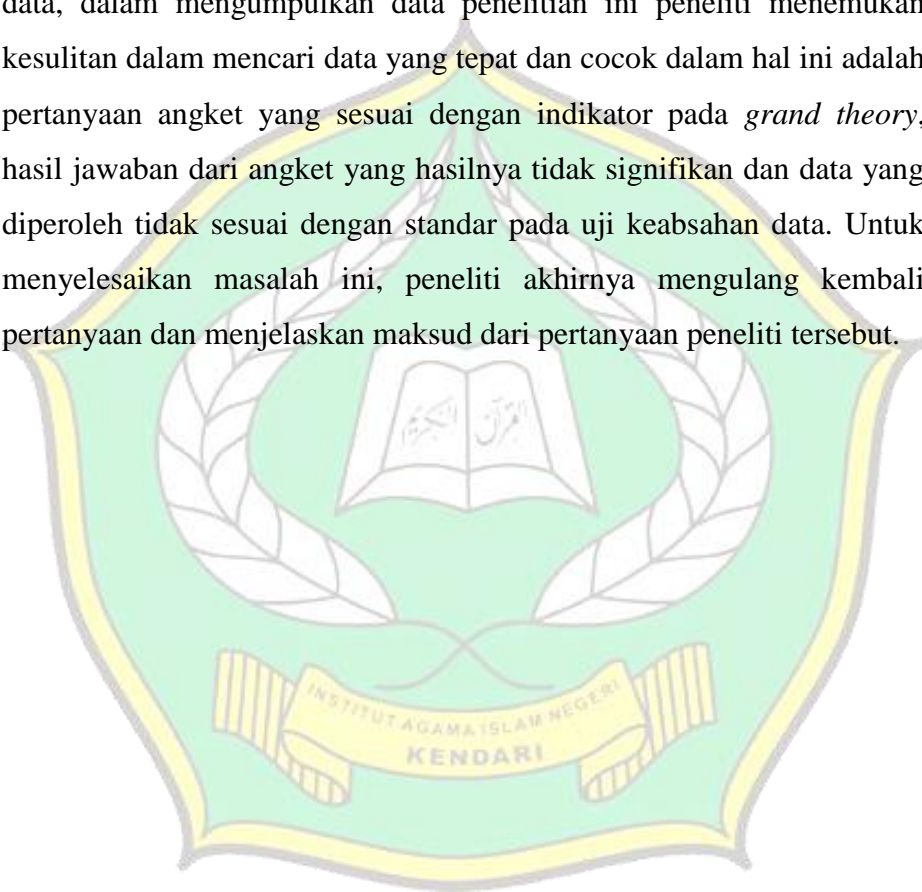 data, dalam mengumpulkan data penelitian ini peneliti menemukan
kesulitan dalam mencari data yang tepat dan cocok dalam hal ini adalah
pertanyaan angket yang sesuai dengan indikator pada grand theory,
hasil jawaban dari angket yang hasilnya tidak signifikan dan data yang
diperoleh tidak sesuai dengan standar pada uji keabsahan data. Untuk
menyelesaikan masalah ini, peneliti akhirnya mengulang kembali
pertanyaan dan menjelaskan maksud dari pertanyaan peneliti tersebut.
القرآن الكريم
INSTITUT AGAMA ISLAM NEGERI
KENDARI